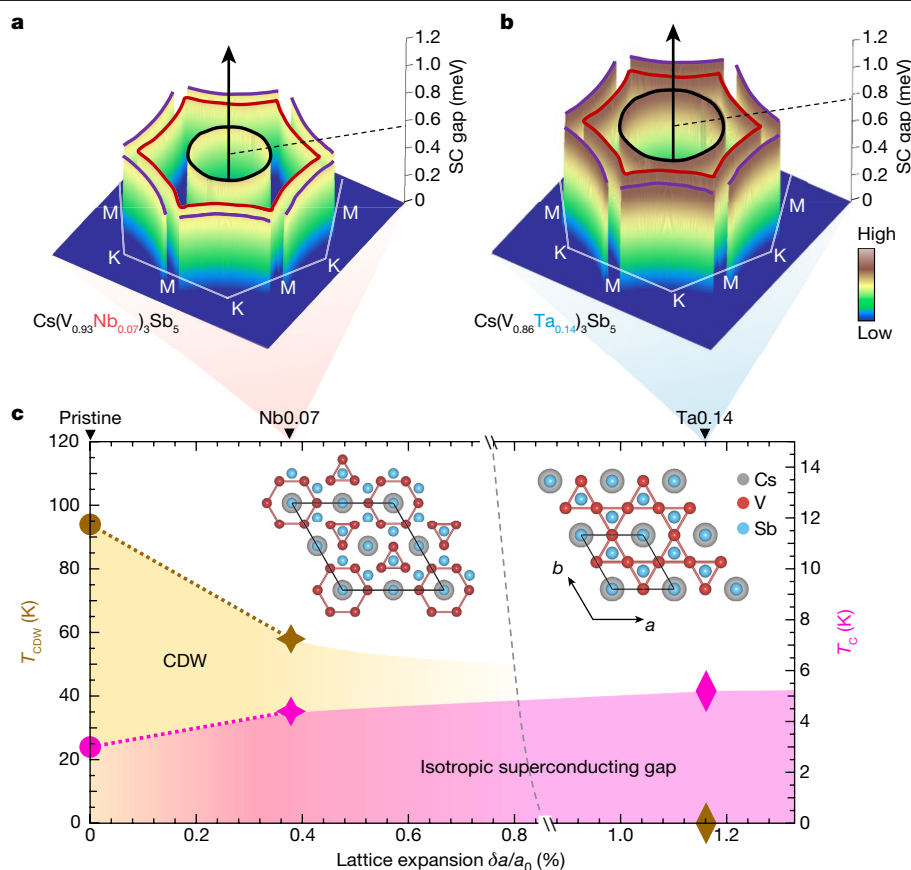 a
b
1.2
1.0
0.8
0.6
0.4
0.2
0
SC gap (meV)
1.2
1.0
0.8
0.6
0.4
0.2
0
SC gap (meV)
M
K
M
M
K
K
M
K
M
M
K
K
High
Low
Cs(V0.93Nb0.07)3Sb5
Cs(V0.86Ta0.14)3Sb5
c
Pristine
Nb0.07
Ta0.14
120
100
80
60
40
20
0
TCDW (K)
14
12
10
8
6
4
2
0
TC (K)
Cs
V
Sb
b
a
CDW
Isotropic superconducting gap
0
0.2
0.4
0.6
0.8
1.0
1.2
Lattice expansion δa/a0 (%)